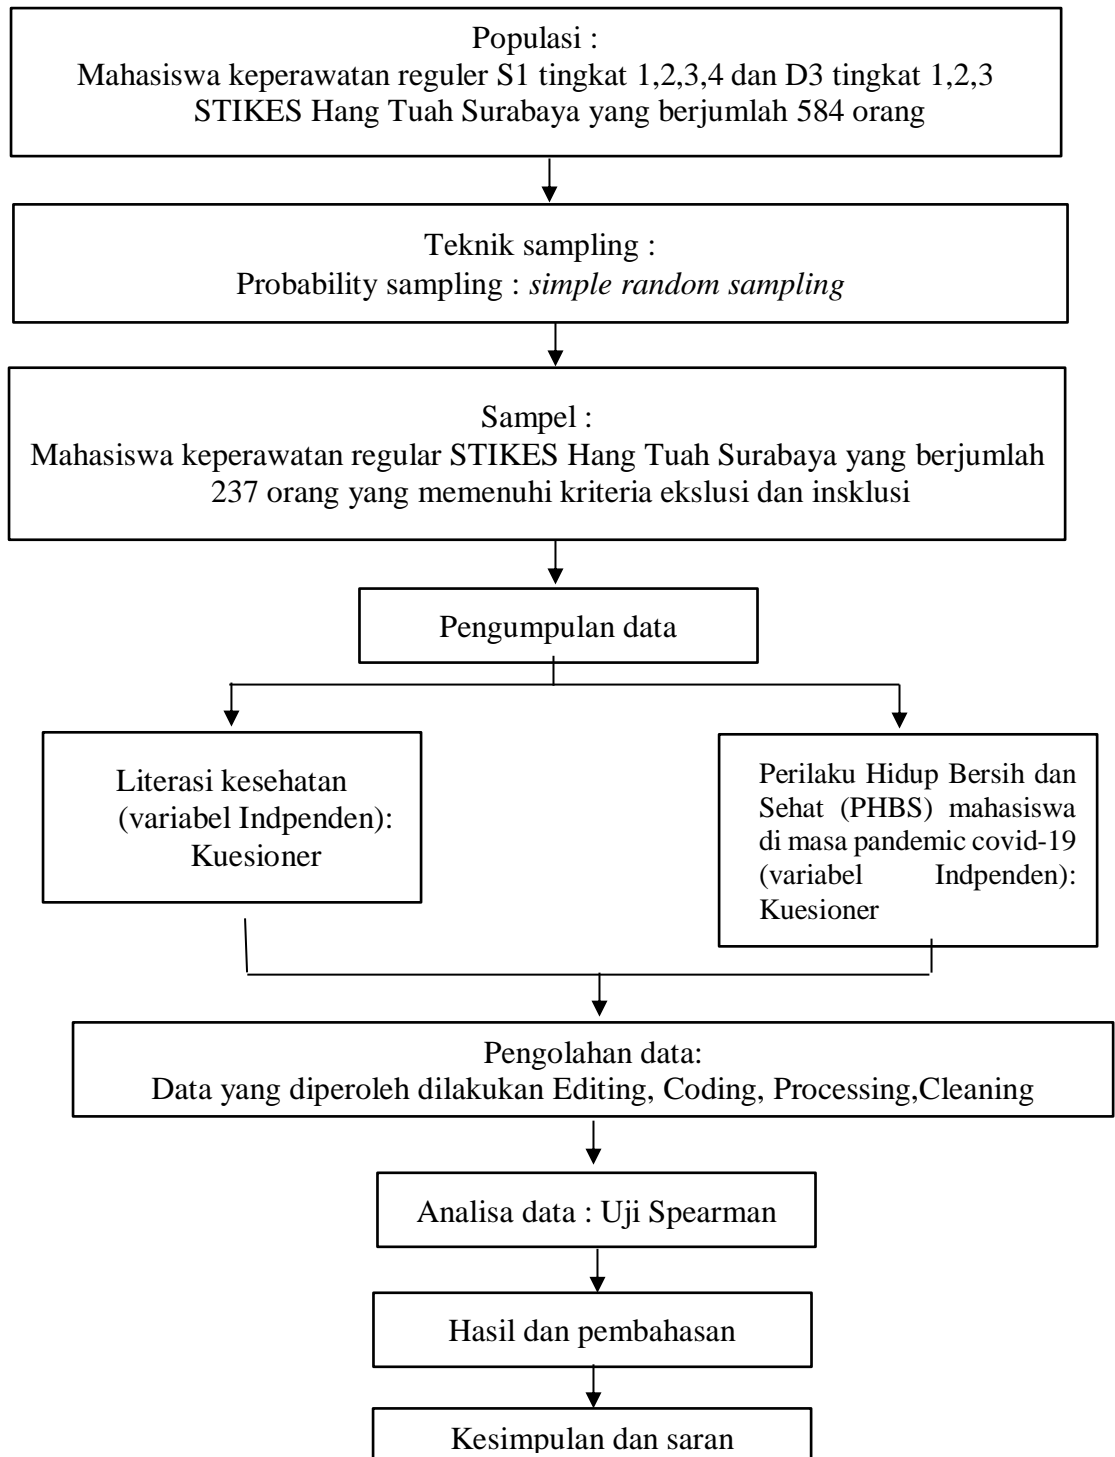 Populasi :
Mahasiswa keperawatan reguler S1 tingkat 1,2,3,4 dan D3 tingkat 1,2,3
STIKES Hang Tuah Surabaya yang berjumlah 584 orang
Teknik sampling :
Probability sampling : simple random sampling
Sampel :
Mahasiswa keperawatan regular STIKES Hang Tuah Surabaya yang berjumlah
237 orang yang memenuhi kriteria ekslusi dan insklusi
Pengumpulan data
Literasi kesehatan
(variabel Indpenden):
Kuesioner
Perilaku Hidup Bersih dan
Sehat (PHBS) mahasiswa
di masa pandemic covid-19
(variabel Indpenden):
Kuesioner
Pengolahan data:
Data yang diperoleh dilakukan Editing, Coding, Processing,Cleaning
Analisa data : Uji Spearman
Hasil dan pembahasan
Kesimpulan dan saran